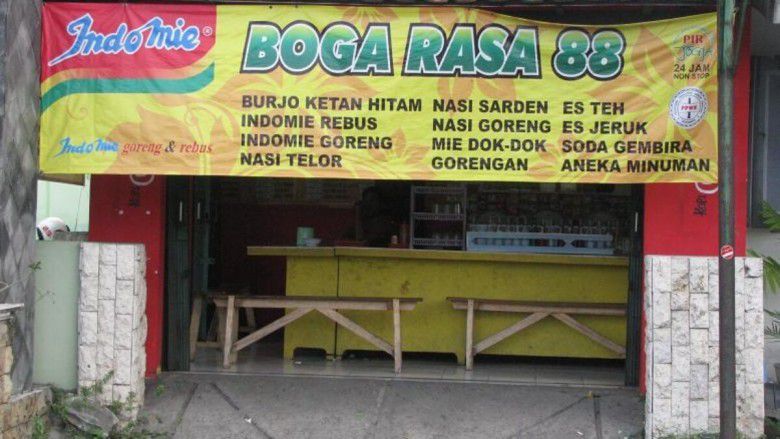 Indomie®
BOGA RASA 88
24 JAM
NON STOP
BURJO KETAN HITAM
INDOMIE REBUS
INDOMIE GORENG
NASI TELOR
NASI SARDEN
NASI GORENG
MIE DOK-DOK
GORENGAN
ES TEH
ES JERUK
SODA GEMBIRA
ANEKA MINUMAN
Indomie goreng & rebus